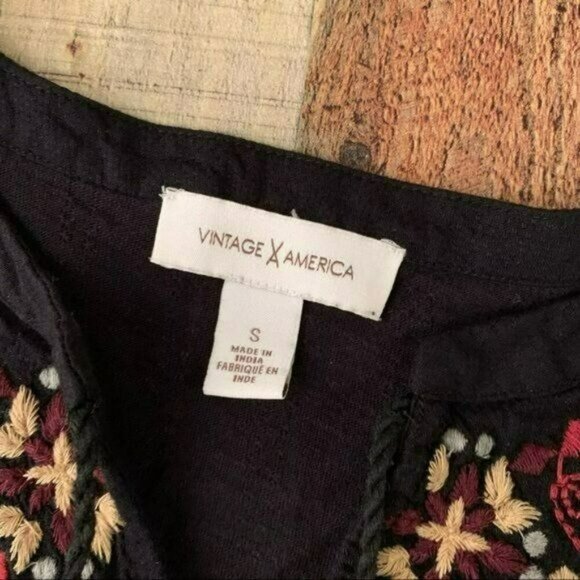 VINTAGE AMERICA
S
MADE IN
INDIA
FABRIQUÉ EN
INDE